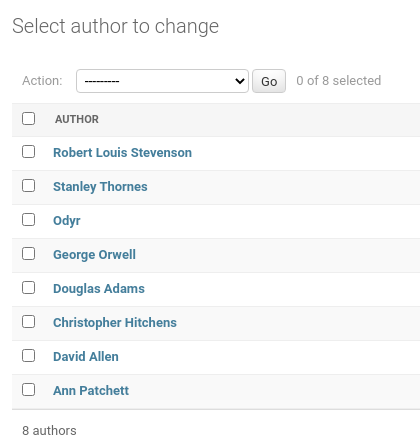 Select author to change
Action: --------- Go 0 of 8 selected
AUTHOR
Robert Louis Stevenson
Stanley Thornes
Odyr
George Orwell
Douglas Adams
Christopher Hitchens
David Allen
Ann Patchett
8 authors